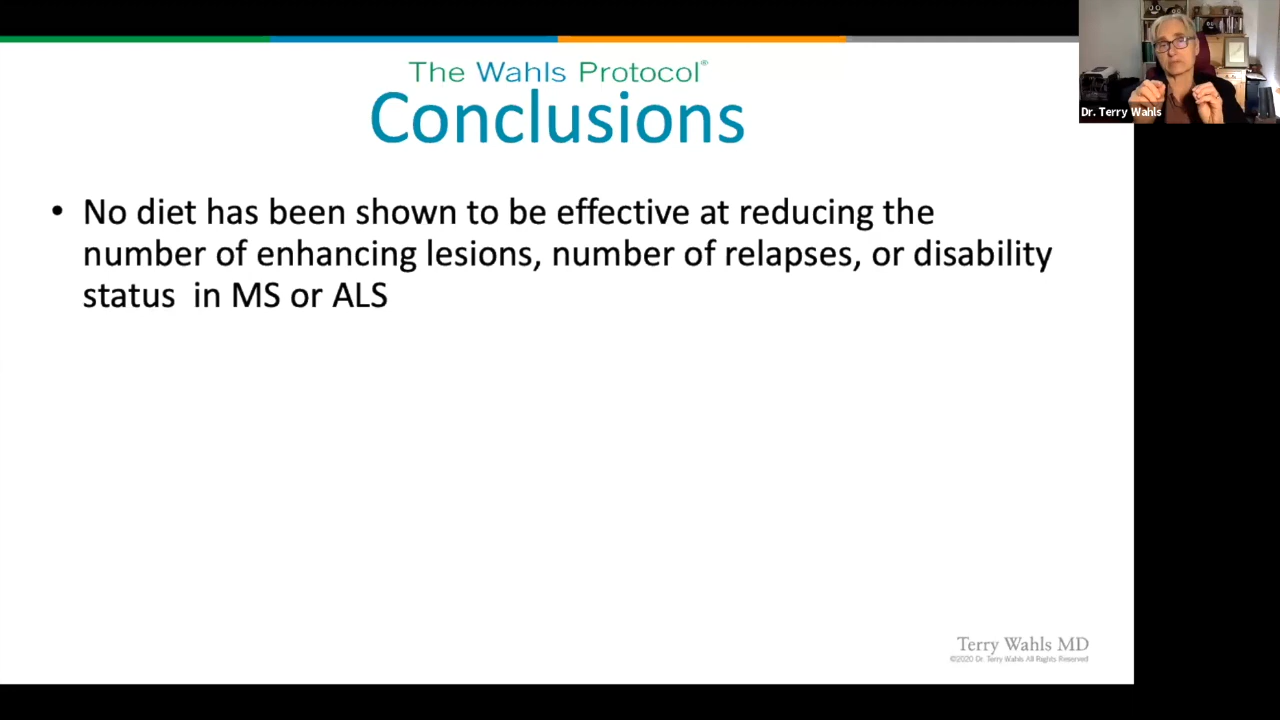 The Wahls Protocol®
Conclusions
• No diet has been shown to be effective at reducing the
number of enhancing lesions, number of relapses, or disability
status  in MS or ALS
Dr. Terry Wahls
Terry Wahls MD
©2020 Dr. Terry Wahls All Rights Reserved